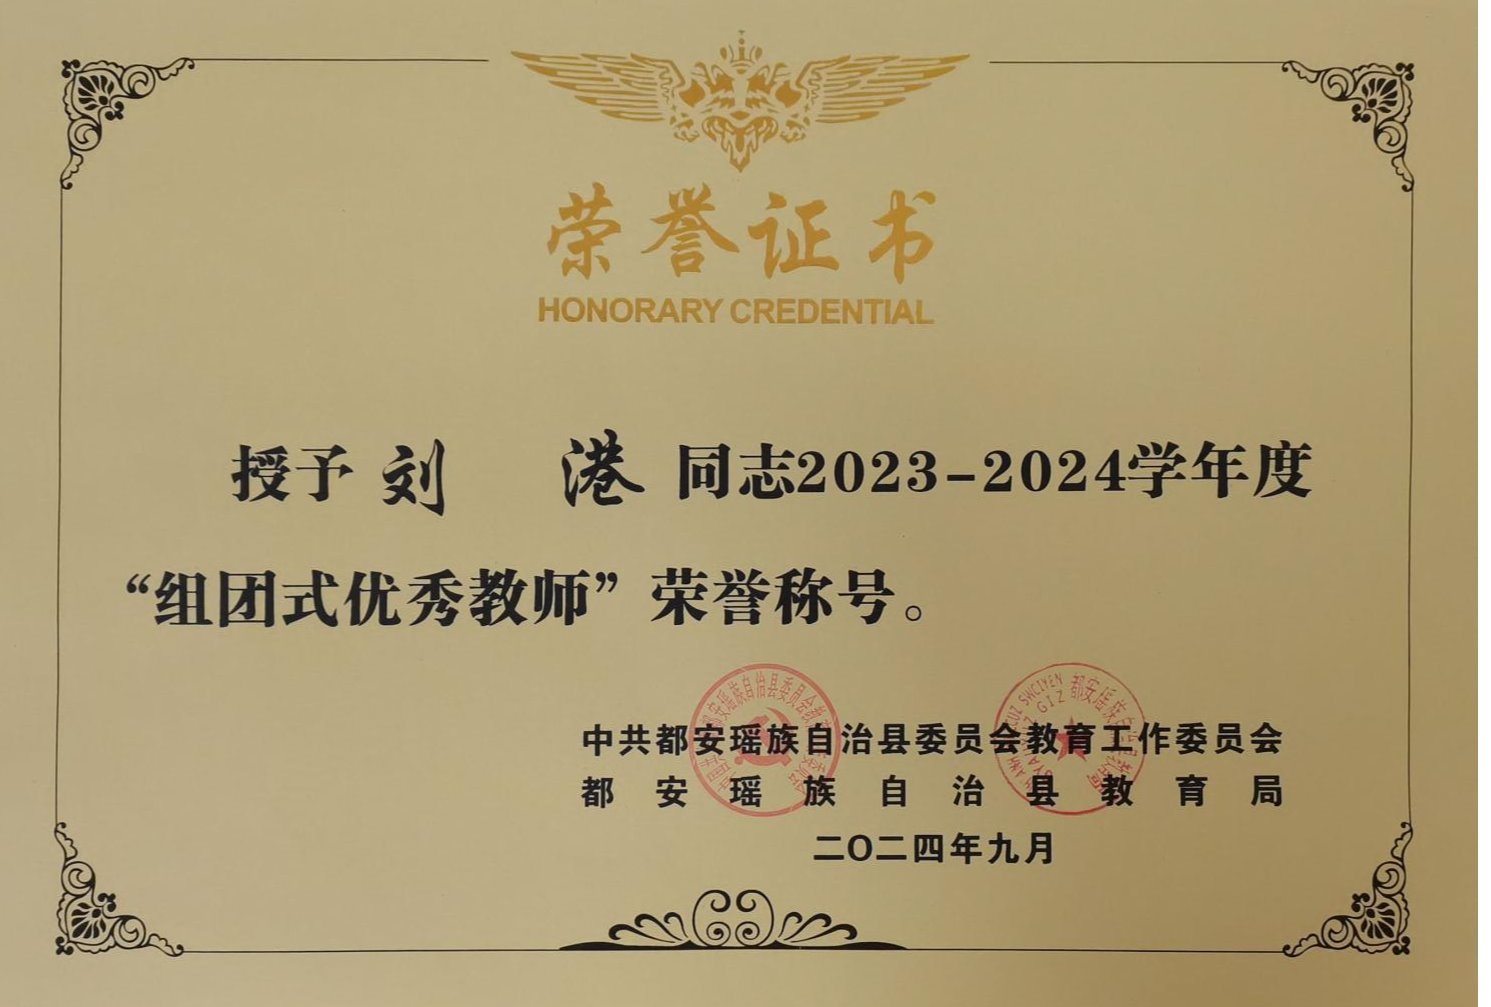 荣誉证书
HONORARY CREDENTIAL
授予 刘 港 同志2023-2024学年度
“组团式优秀教师”荣誉称号。
中共都安瑶族自治县委员会教育工作委员会
都安瑶族自治县教育局
二〇二四年九月